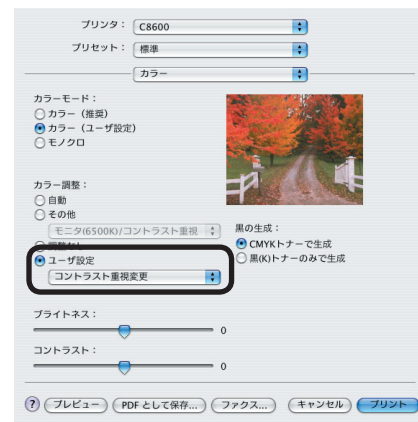 プリンタ： C8600
プリセット： 標準
カラー
カラーモード：
カラー（推奨）
カラー（ユーザ設定）
モノクロ
カラー調整：
自動
その他
モニタ(6500K)/コントラスト重視
調整なし
ユーザ設定
コントラスト重視変更
黒の生成：
CMYKトナーで生成
黒(K)トナーのみで生成
ブライトネス：
0
コントラスト：
0
? プレビュー PDF として保存... ファクス... キャンセル プリント